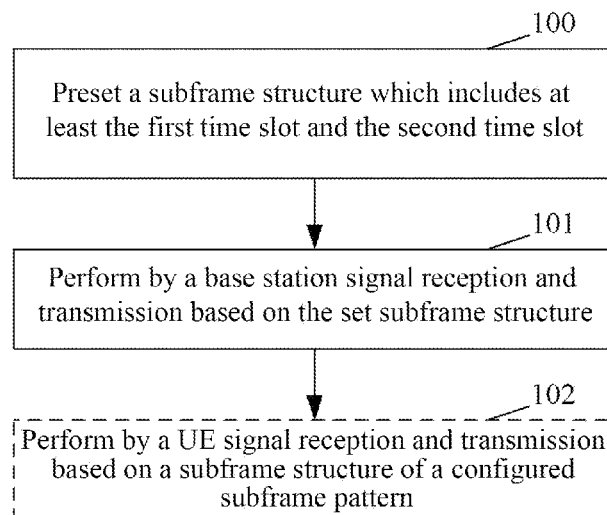 100
Preset a subframe structure which includes at
least the first time slot and the second time slot
101
Perform by a base station signal reception and
transmission based on the set subframe structure
102
Perform by a UE signal reception and transmission
based on a subframe structure of a configured
subframe pattern